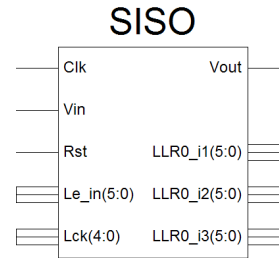 SISO
Clk Vout
Vin
Rst LLR0_i1(5:0)
Le_in(5:0) LLR0_i2(5:0)
Lck(4:0) LLR0_i3(5:0)